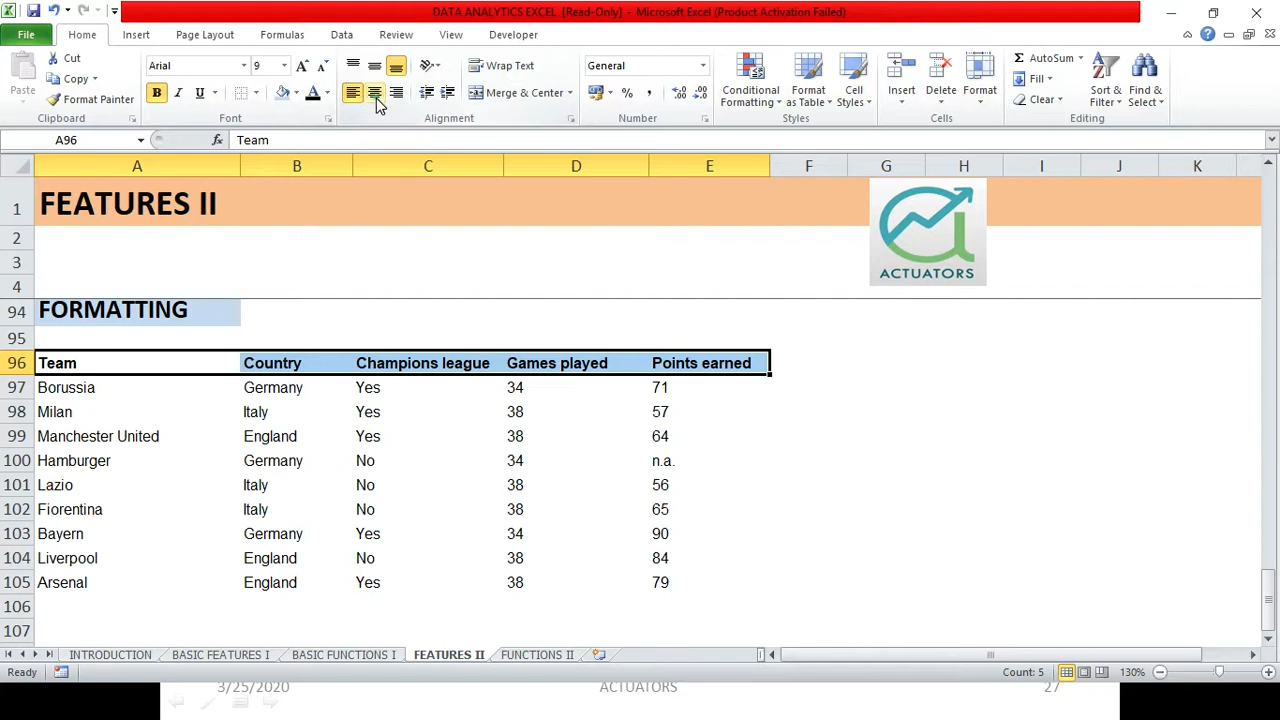 DATA ANALYTICS EXCEL [Read-Only] - Microsoft Excel (Product Activation Failed)
File Home Insert Page Layout Formulas Data Review View Developer
Cut
Copy
Format Painter
Paste
Clipboard
Arial 9
B I U
Font
Wrap Text
Merge & Center
Alignment
General
% ,
Number
Conditional Formatting
Format as Table
Cell Styles
Styles
Insert Delete Format
Cells
AutoSum
Fill
Clear
Sort & Filter
Find & Select
Editing
A96 fx Team
A B C D E F G H I J K
1 FEATURES II
ACTUATORS
2
3
4
94 FORMATTING
95
96 Team Country Champions league Games played Points earned
97 Borussia Germany Yes 34 71
98 Milan Italy Yes 38 57
99 Manchester United England Yes 38 64
100 Hamburger Germany No 34 n.a.
101 Lazio Italy No 38 56
102 Fiorentina Italy No 38 65
103 Bayern Germany Yes 34 90
104 Liverpool England No 38 84
105 Arsenal England Yes 38 79
106
107
INTRODUCTION BASIC FEATURES I BASIC FUNCTIONS I FEATURES II FUNCTIONS II
Ready Count: 5 130%
3/25/2020 ACTUATORS 27